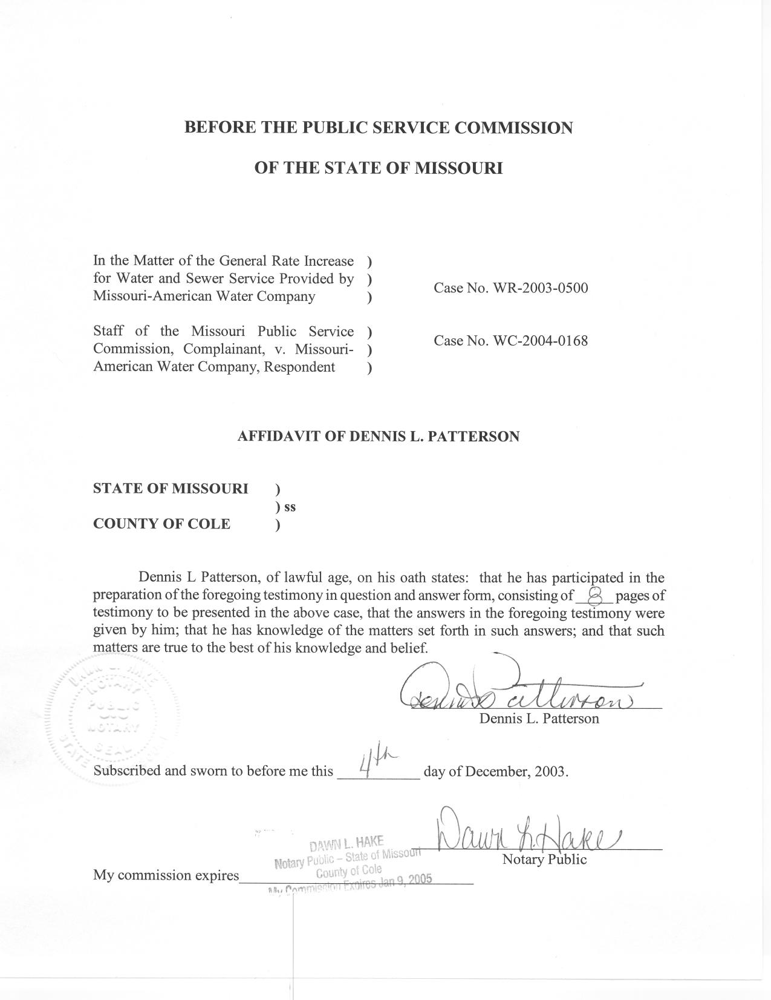 BEFORE THE PUBLIC SERVICE COMMISSION
OF THE STATE OF MISSOURI
In the Matter of the General Rate Increase )
for Water and Sewer Service Provided by )
Missouri-American Water Company )
Case No. WR-2003-0500
Staff of the Missouri Public Service )
Commission, Complainant, v. Missouri- )
American Water Company, Respondent )
Case No. WC-2004-0168
AFFIDAVIT OF DENNIS L. PATTERSON
STATE OF MISSOURI )
) ss
COUNTY OF COLE )
Dennis L Patterson, of lawful age, on his oath states: that he has participated in the
preparation of the foregoing testimony in question and answer form, consisting of 8 pages of
testimony to be presented in the above case, that the answers in the foregoing testimony were
given by him; that he has knowledge of the matters set forth in such answers; and that such
matters are true to the best of his knowledge and belief.
DAWN L. HAKE
NOTARY
PUBLIC
NOTARY
SEAL
STATE
Dennis L Patterson
Dennis L. Patterson
Subscribed and sworn to before me this 4th day of December, 2003.
Dawn L. Hake
Notary Public
DAWN L. HAKE
Notary Public – State of Missouri
County of Cole
My Commission Expires Jan 9, 2005
My commission expires